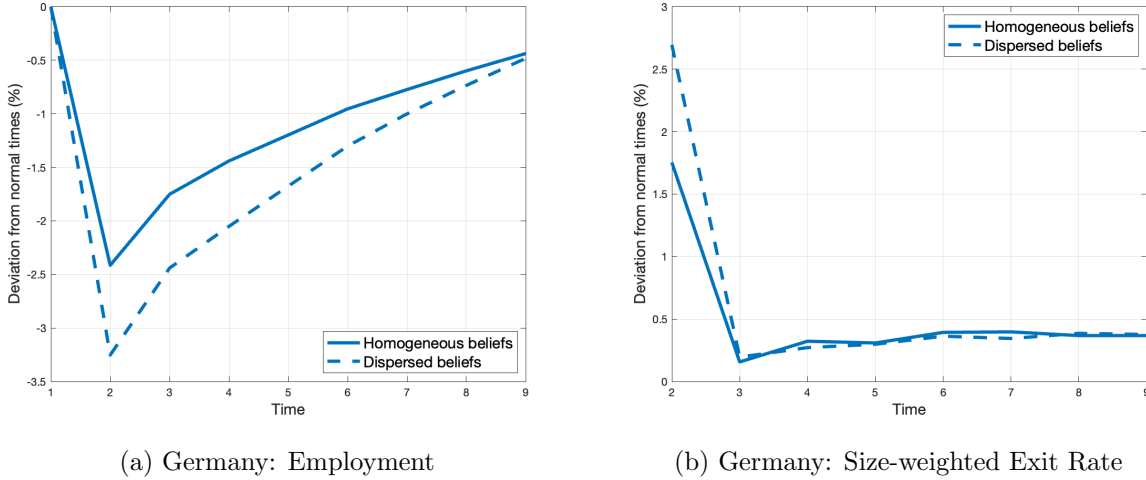 0
-0.5
-1
-1.5
-2
-2.5
-3
-3.5
Deviation from normal times (%)
Homogeneous beliefs
Dispersed beliefs
1 2 3 4 5 6 7 8 9
Time
(a) Germany: Employment
3
2.5
2
1.5
1
0.5
0
Deviation from normal times (%)
Homogeneous beliefs
Dispersed beliefs
2 3 4 5 6 7 8 9
Time
(b) Germany: Size-weighted Exit Rate